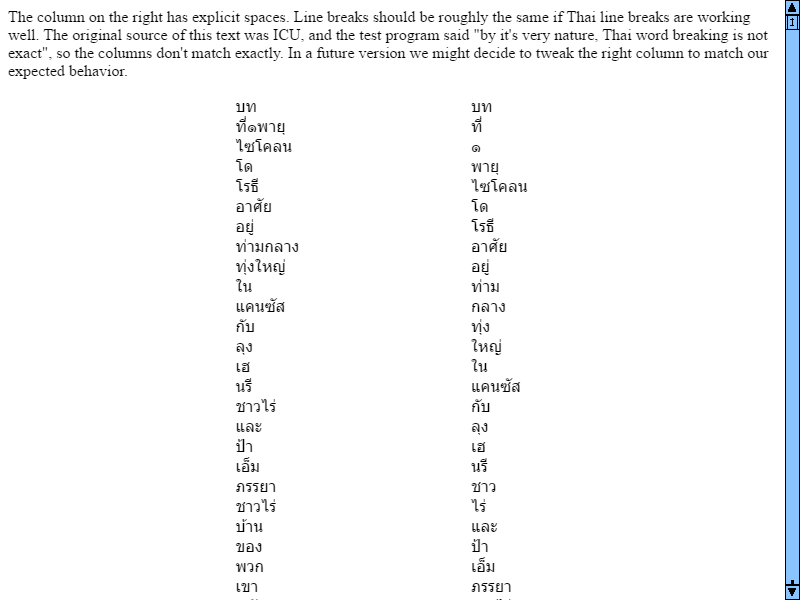 The column on the right has explicit spaces. Line breaks should be roughly the same if Thai line breaks are working
well. The original source of this text was ICU, and the test program said "by it's very nature, Thai word breaking is not
exact", so the columns don't match exactly. In a future version we might decide to tweak the right column to match our
expected behavior.
บท
ที่๑พายุ
ไซโคลน
โด
โรธี
อาศัย
อยู่
ท่ามกลาง
ทุ่งใหญ่
ใน
แคนซัส
กับ
ลุง
เฮ
นรี
ชาวไร่
และ
ป้า
เอ็ม
ภรรยา
ชาวไร่
บ้าน
ของ
พวก
เขา
บท
ที่
๑
พายุ
ไซโคลน
โด
โรธี
อาศัย
อยู่
ท่าม
กลาง
ทุ่ง
ใหญ่
ใน
แคนซัส
กับ
ลุง
เฮ
นรี
ชาว
ไร่
และ
ป้า
เอ็ม
ภรรยา